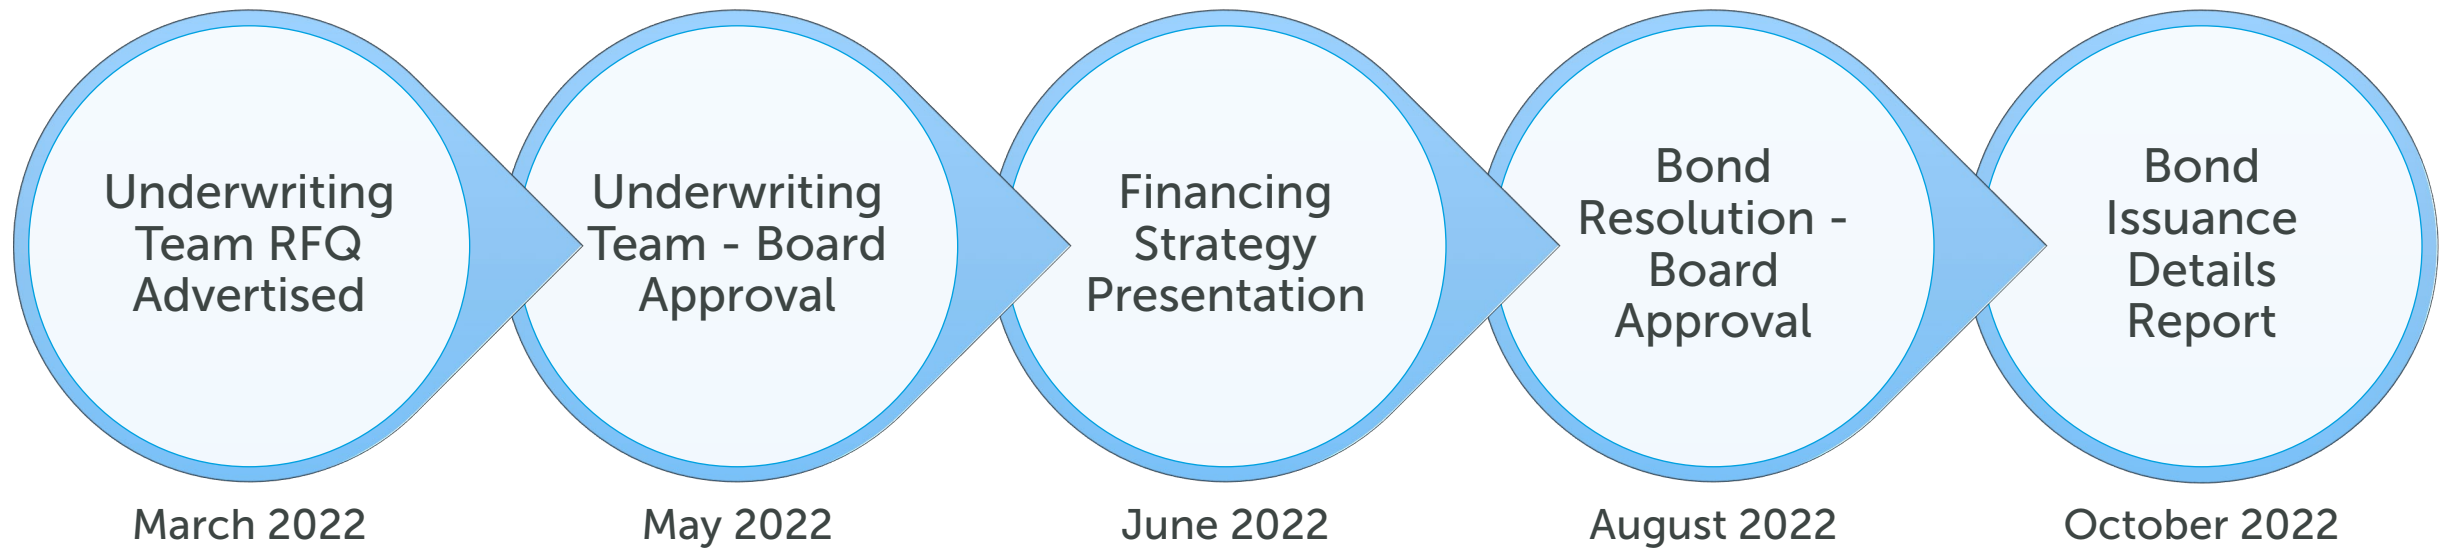 Underwriting
Team RFQ
Advertised
March 2022
Underwriting
Team - Board
Approval
May 2022
Financing
Strategy
Presentation
June 2022
Bond
Resolution -
Board
Approval
August 2022
Bond
Issuance
Details
Report
October 2022